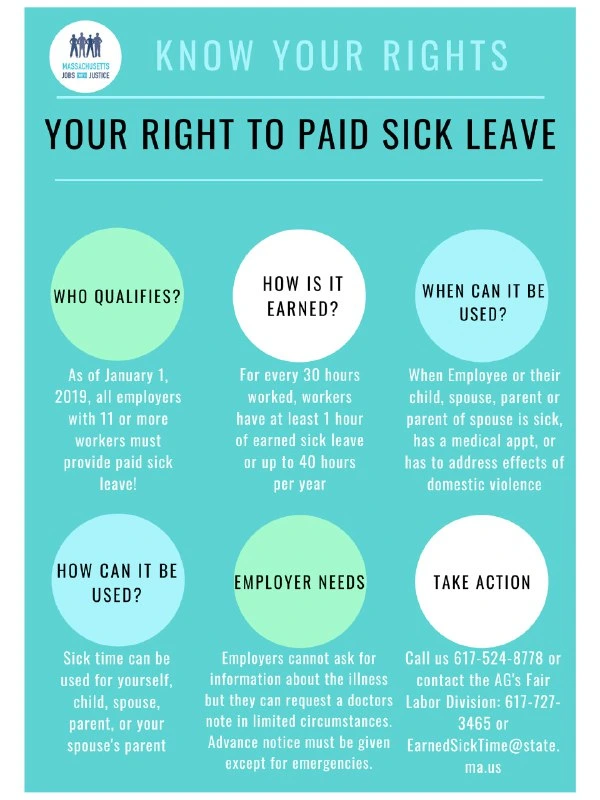 MASSACHUSETTS
JOBS WITH JUSTICE
KNOW YOUR RIGHTS
YOUR RIGHT TO PAID SICK LEAVE
WHO QUALIFIES?
As of January 1,
2019, all employers
with 11 or more
workers must
provide paid sick
leave!
HOW IS IT
EARNED?
For every 30 hours
worked, workers
have at least 1 hour
of earned sick leave
or up to 40 hours
per year
WHEN CAN IT BE
USED?
When Employee or their
child, spouse, parent or
parent of spouse is sick,
has a medical appt, or
has to address effects of
domestic violence
HOW CAN IT BE
USED?
Sick time can be
used for yourself,
child, spouse,
parent, or your
spouse's parent
EMPLOYER NEEDS
Employers cannot ask for
information about the illness
but they can request a doctors
note in limited circumstances.
Advance notice must be given
except for emergencies.
TAKE ACTION
Call us 617-524-8778 or
contact the AG's Fair
Labor Division: 617-727-
3465 or
EarnedSickTime@state.
ma.us